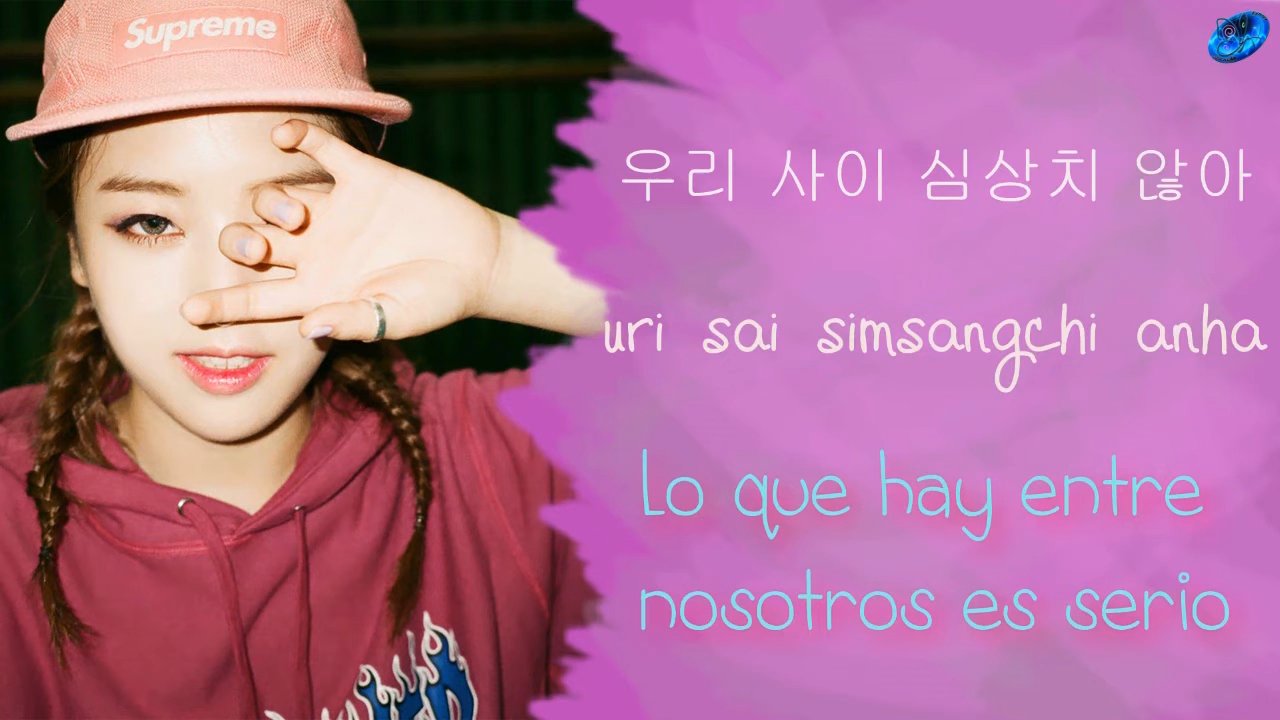 Supreme
우리 사이 심상치 않아
uri sai simsangchi anha
Lo que hay entre
nosotros es serio